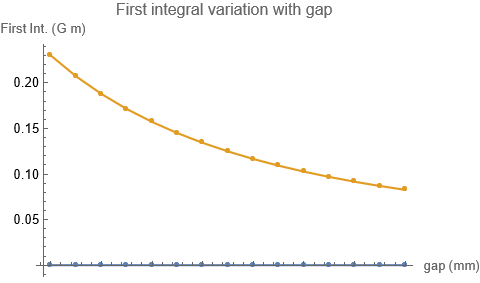 First integral variation with gap
First Int. (G m)
0.20
0.15
0.10
0.05
gap (mm)